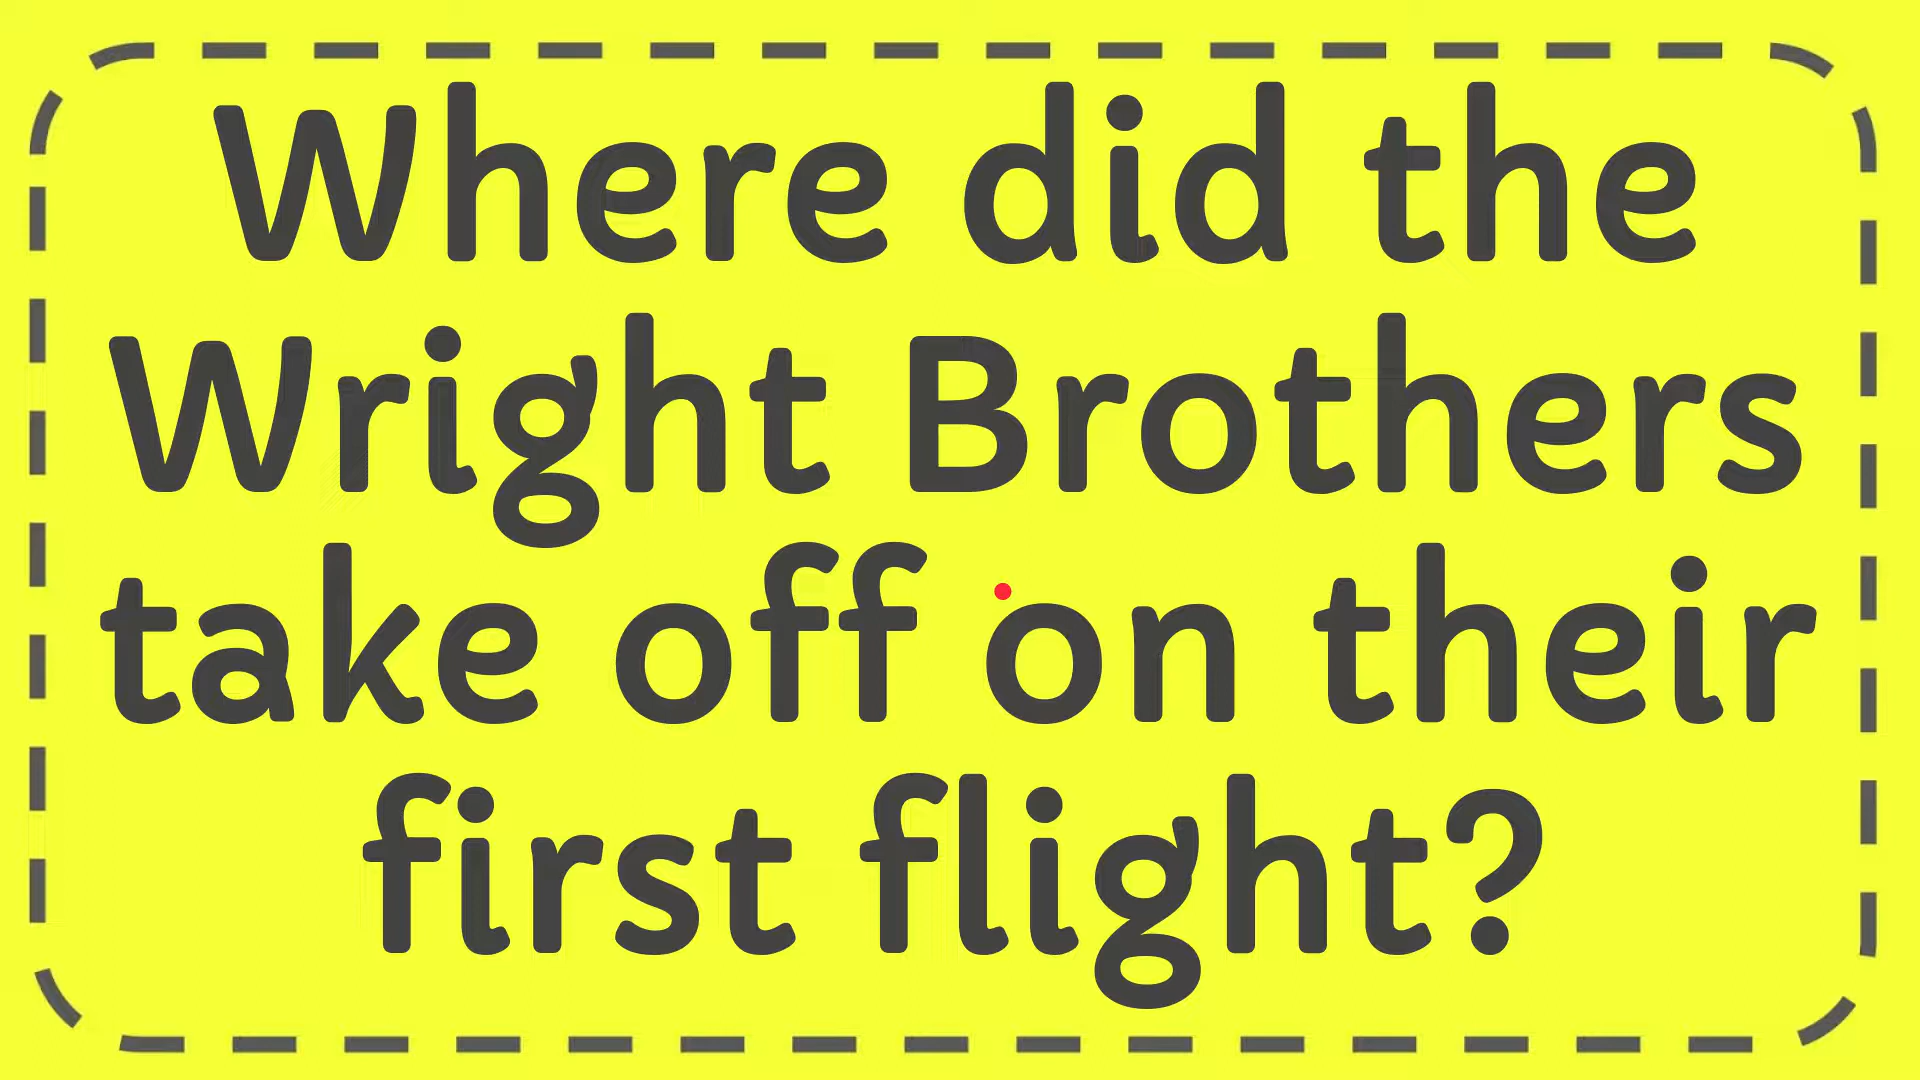 Where did the
Wright Brothers
take off on their
first flight?